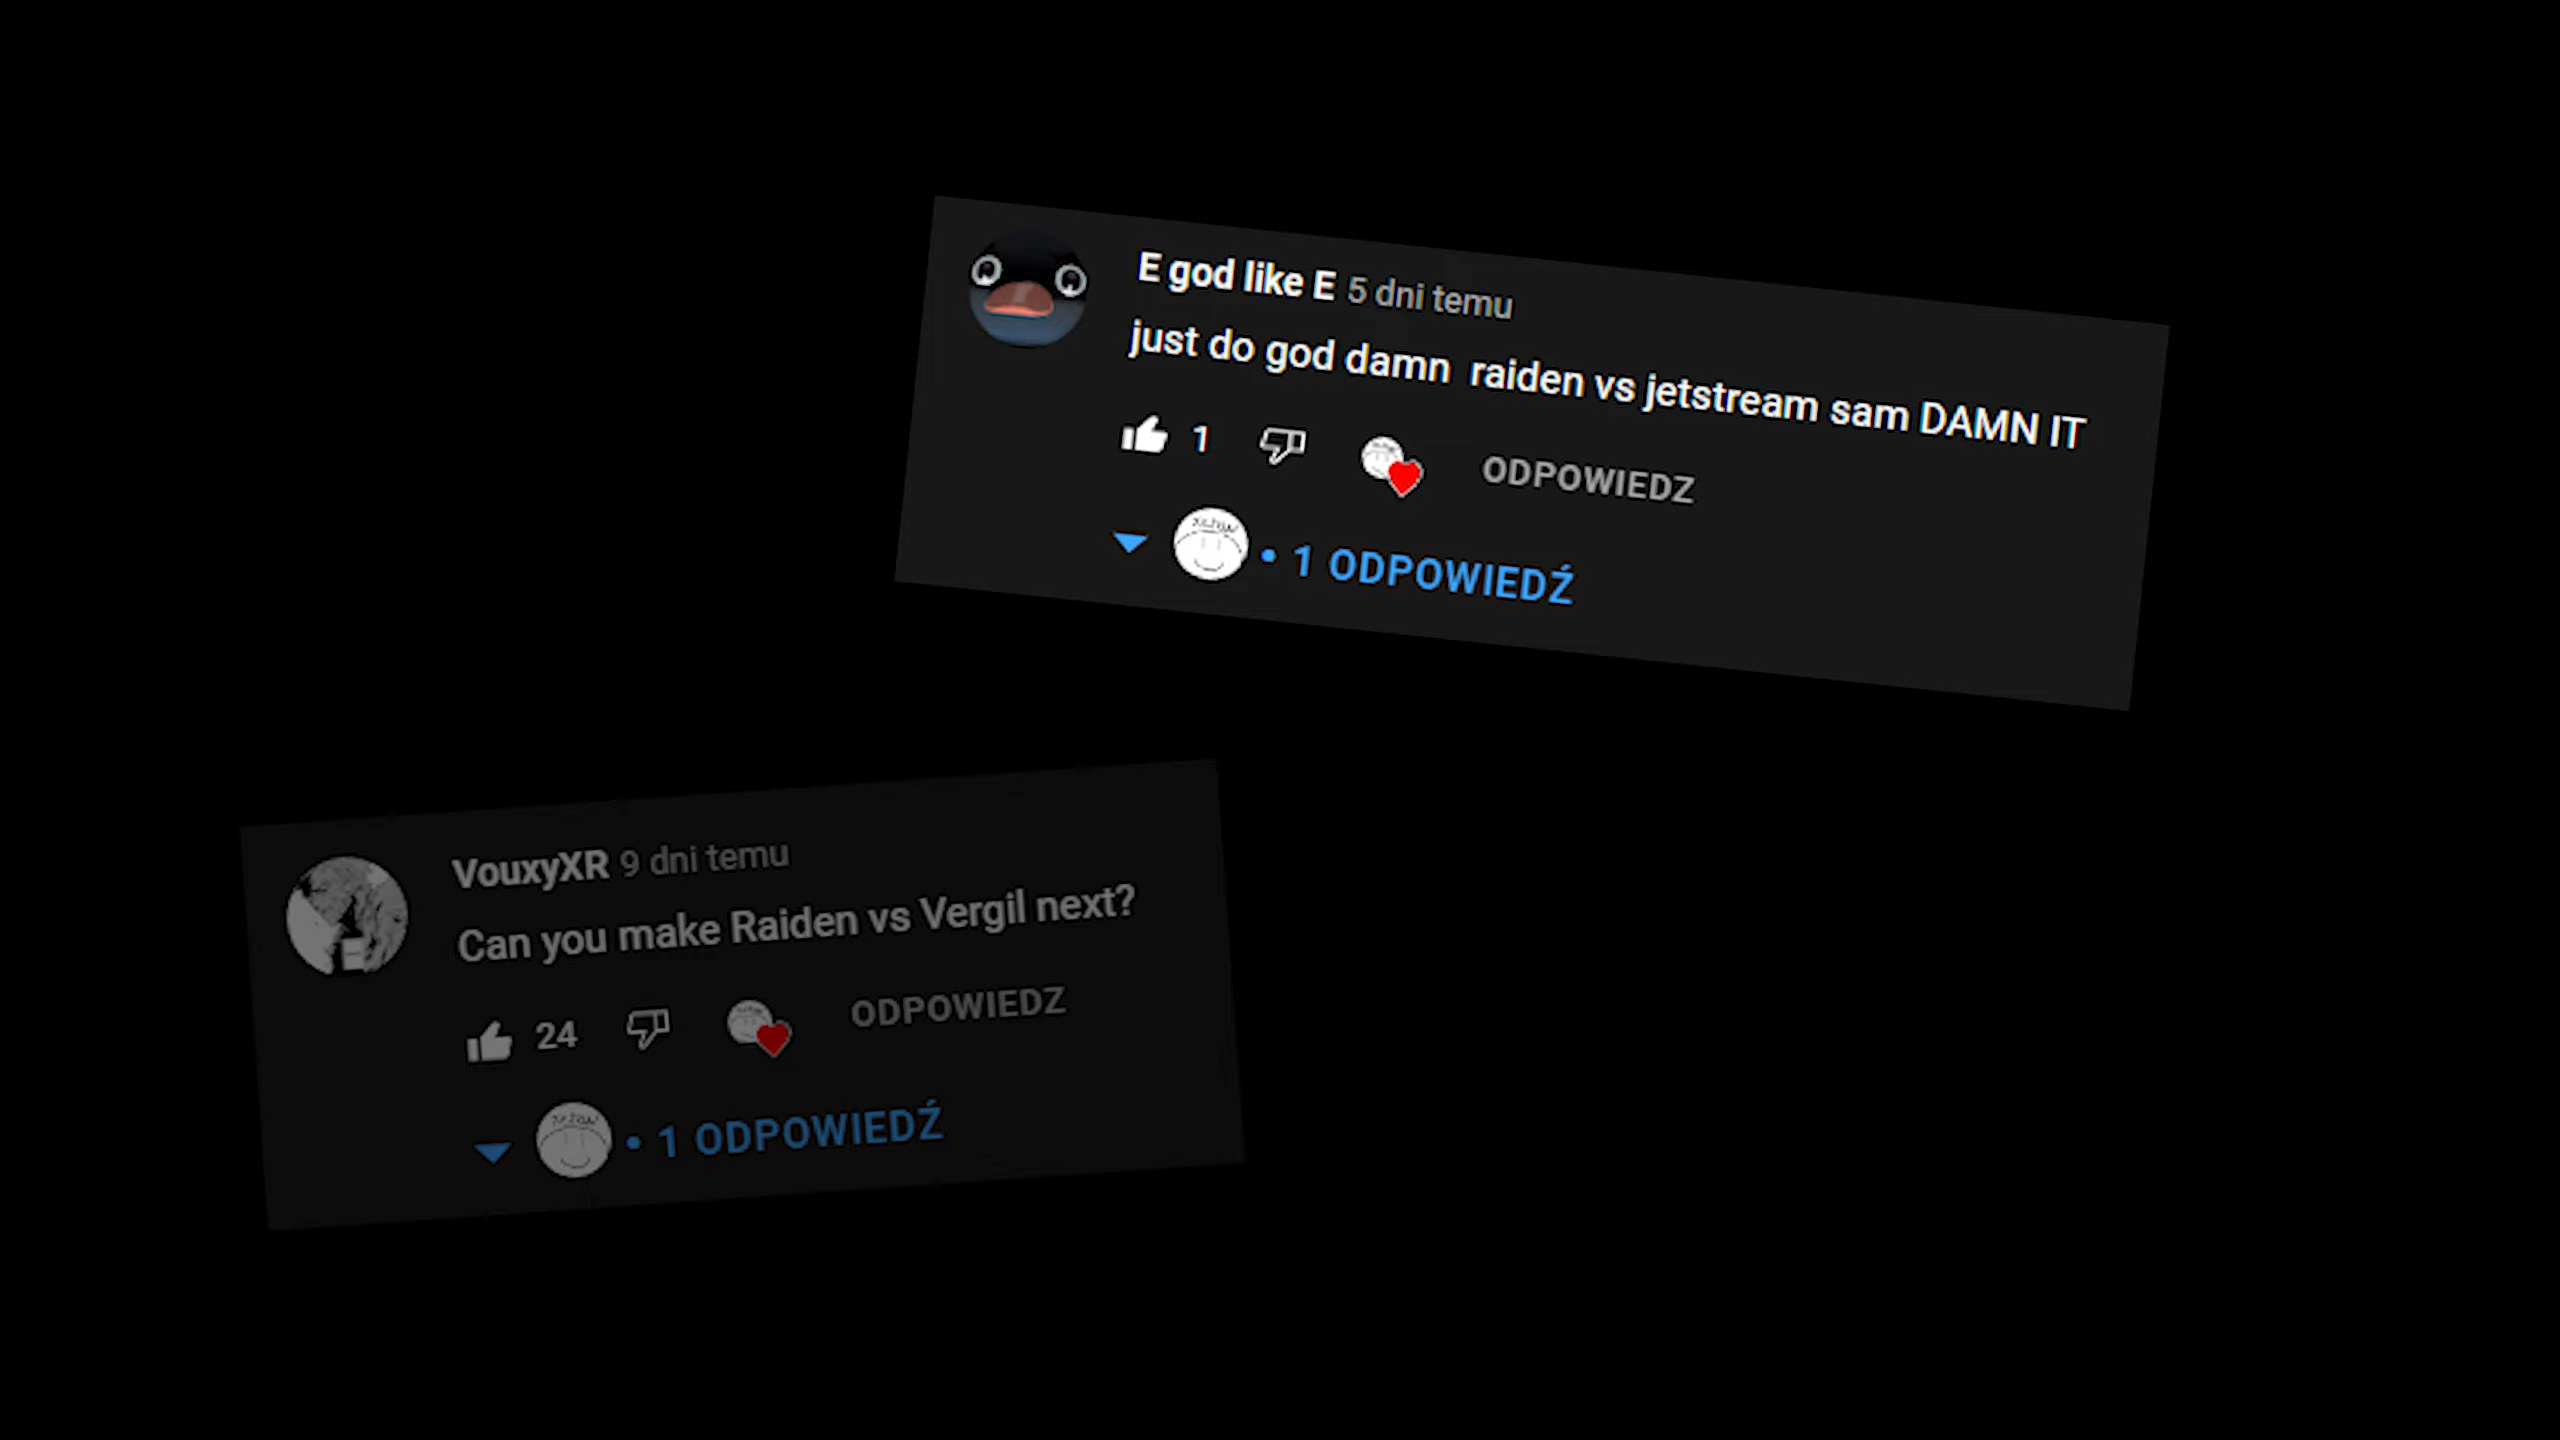 E god like E 5 dni temu
just do god damn raiden vs jetstream sam DAMN IT
1 ODPOWIEDZ
• 1 ODPOWIEDŹ
VouxyXR 9 dni temu
Can you make Raiden vs Vergil next?
24 ODPOWIEDZ
• 1 ODPOWIEDŹ